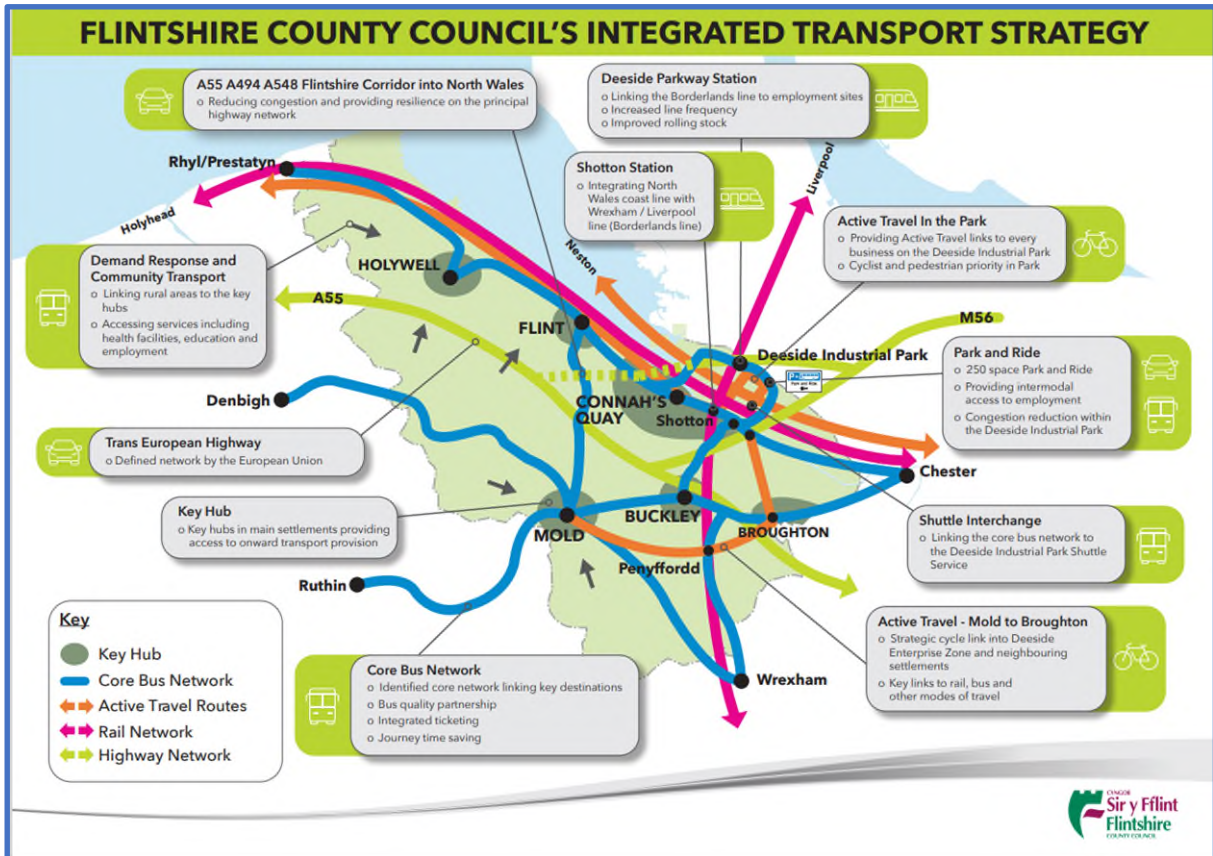 FLINTSHIRE COUNTY COUNCIL'S INTEGRATED TRANSPORT STRATEGY
A55 A494 A548 Flintshire Corridor into North Wales
o Reducing congestion and providing resilience on the principal
highway network
Deeside Parkway Station
o Linking the Borderlands line to employment sites
o Increased line frequency
o Improved rolling stock
Shotton Station
o Integrating North
Wales coast line with
Wrexham / Liverpool
line (Borderlands line)
Liverpool
Active Travel In the Park
o Providing Active Travel links to every
business on the Deeside Industrial Park
o Cyclist and pedestrian priority in Park
Rhyl/Prestatyn
Holyhead
Neston
Demand Response and
Community Transport
o Linking rural areas to the key
hubs
o Accessing services including
health facilities, education and
employment
HOLYWELL
A55
FLINT
M56
Deeside Industrial Park
Park and Ride
Park and Ride
o 250 space Park and Ride
o Providing intermodal
access to employment
o Congestion reduction within
the Deeside Industrial Park
Denbigh
CONNAH'S
QUAY
Shotton
Trans European Highway
o Defined network by the European Union
Chester
Key Hub
o Key hubs in main settlements providing
access to onward transport provision
MOLD
BUCKLEY
BROUGHTON
Shuttle Interchange
o Linking the core bus network to
the Deeside Industrial Park Shuttle
Service
Penyffordd
Ruthin
Active Travel - Mold to Broughton
o Strategic cycle link into Deeside
Enterprise Zone and neighbouring
settlements
o Key links to rail, bus and
other modes of travel
Key
Key Hub
Core Bus Network
Active Travel Routes
Rail Network
Highway Network
Core Bus Network
o Identified core network linking key destinations
o Bus quality partnership
o Integrated ticketing
o Journey time saving
Wrexham
CYNGOR
Sir y Fflint
Flintshire
COUNTY COUNCIL